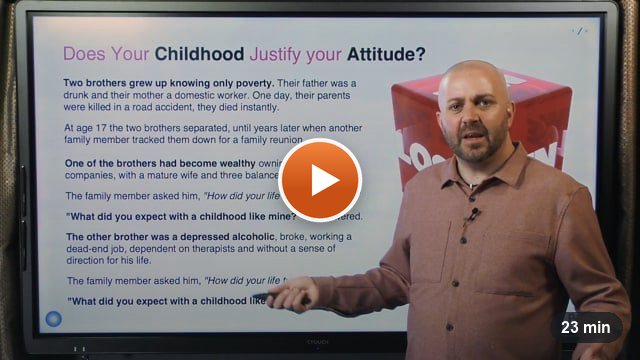 Does Your Childhood Justify your Attitude?
Two brothers grew up knowing only poverty. Their father was a
drunk and their mother a domestic worker. One day, their parents
were killed in a road accident, they died instantly.
At age 17 the two brothers separated, until years later when another
family member tracked them down for a family reunion
One of the brothers had become wealthy
companies, with a mature wife and three
The family member asked him, "How did your life
"What did you expect with a childhood like mine?"
The other brother was a depressed alcoholic, broke, working a
dead-end job, dependent on therapists and without a sense of
direction for his life.
The family member asked him, "How did your life
"What did you expect with a childhood
CTOUCH
23 min